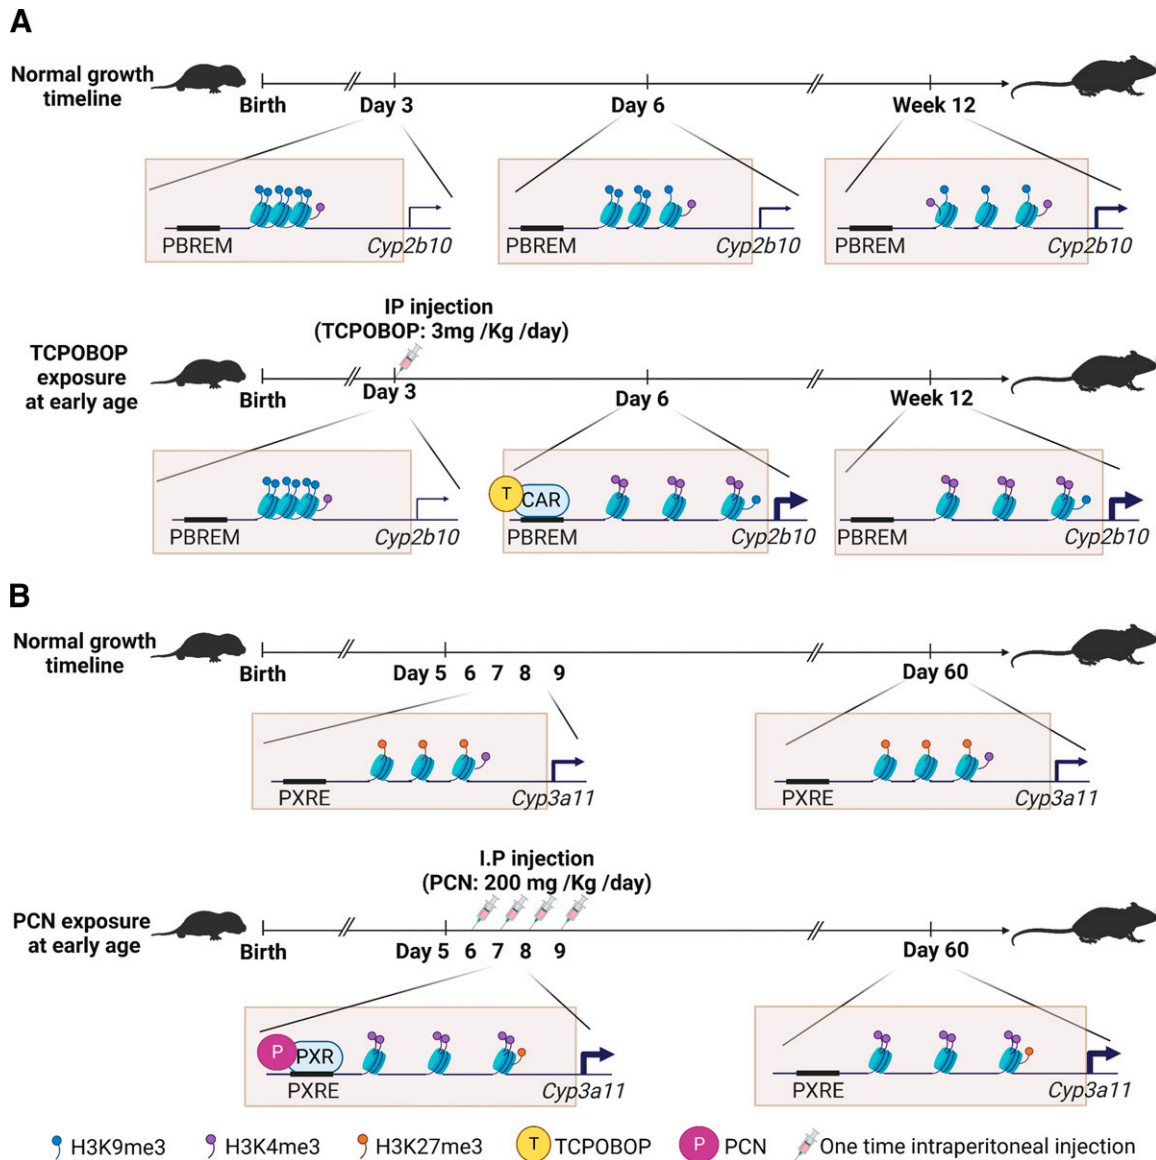 A
Normal growth
timeline
Birth
Day 3
Day 6
Week 12
PBREM
Cyp2b10
PBREM
Cyp2b10
PBREM
Cyp2b10
IP injection
(TCPOBOP: 3mg /Kg /day)
TCPOBOP
exposure
at early age
Birth
Day 3
Day 6
Week 12
PBREM
Cyp2b10
T
CAR
PBREM
Cyp2b10
PBREM
Cyp2b10
B
Normal growth
timeline
Birth
Day 5 6 7 8 9
Day 60
PXRE
Cyp3a11
PXRE
Cyp3a11
I.P injection
(PCN: 200 mg /Kg /day)
PCN exposure
at early age
Birth
Day 5 6 7 8 9
Day 60
P
PXR
PXRE
Cyp3a11
PXRE
Cyp3a11
H3K9me3 H3K4me3 H3K27me3 T TCPOBOP P PCN One time intraperitoneal injection